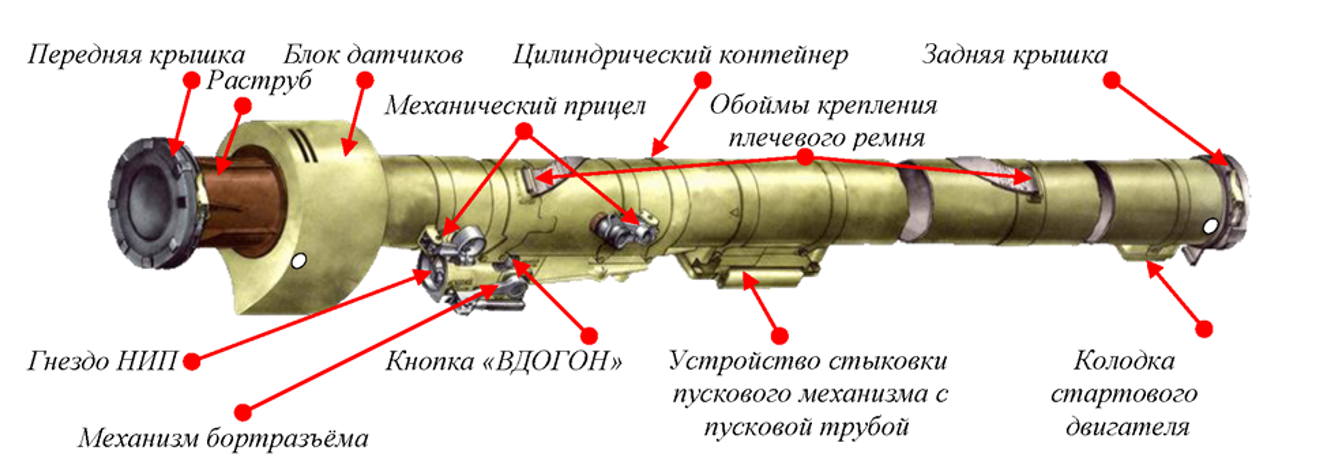 Передняя крышка
Блок датчиков
Цилиндрический контейнер
Задняя крышка
Раструб
Механический прицел
Обоймы крепления
плечевого ремня
Гнездо НИП
Кнопка «ВДОГОН»
Устройство стыковки
пускового механизма с
пусковой трубой
Колодка
стартового
двигателя
Механизм бортразъёма